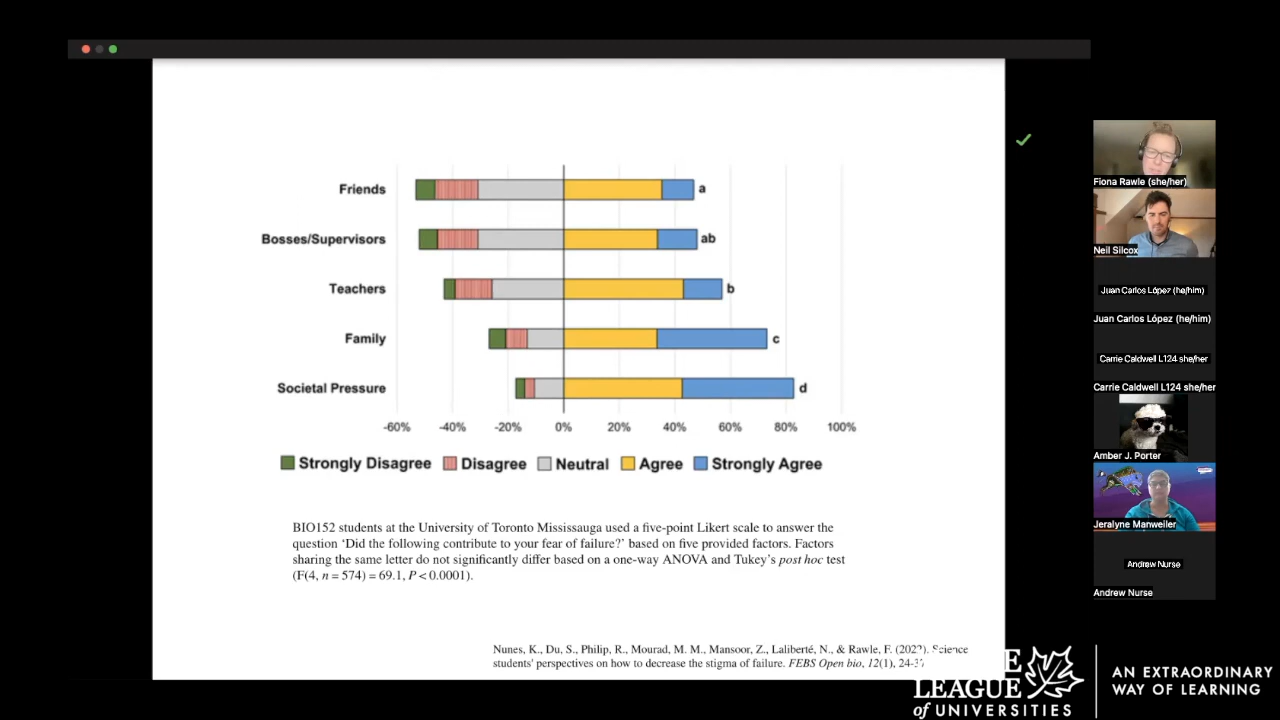 Friends
a
Bosses/Supervisors
ab
Teachers
b
Family
c
Societal Pressure
d
-60% -40% -20% 0% 20% 40% 60% 80% 100%
Strongly Disagree Disagree Neutral Agree Strongly Agree
BIO152 students at the University of Toronto Mississauga used a five-point Likert scale to answer the
question ‘Did the following contribute to your fear of failure?’ based on five provided factors. Factors
sharing the same letter do not significantly differ based on a one-way ANOVA and Tukey’s post hoc test
(F(4, n = 574) = 69.1, P < 0.0001).
Nunes, K., Du, S., Philip, R., Mourad, M. M., Mansoor, Z., Laliberté, N., & Rawle, F. Science
students’ perspectives on how to decrease the stigma of failure. FEBS Open bio, 12(1),
Fiona Rawle (she/her)
Neil Silcox
Juan Carlos López (he/him)
Juan Carlos López (he/him)
Carrie Caldwell L124 she/her
Carrie Caldwell L124 she/her
Amber J. Porter
Jeralyne Manweiler
Andrew Nurse
Andrew Nurse
LEAGUE
of UNIVERSITIES
AN EXTRAORDINARY
WAY OF LEARNING